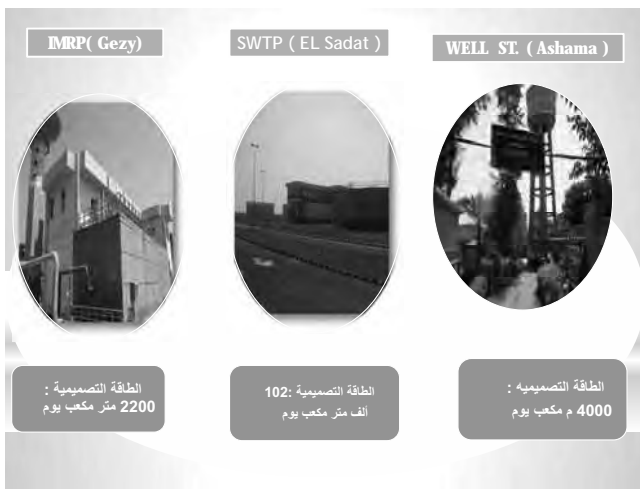 IMRP( Gezy)
SWTP ( EL Sadat )
WELL ST. ( Ashama )
الطاقة التصميمية :
2200 متر مكعب يوم
الطاقة التصميمية :102
ألف متر مكعب يوم
الطاقة التصميميه :
4000 م مكعب يوم